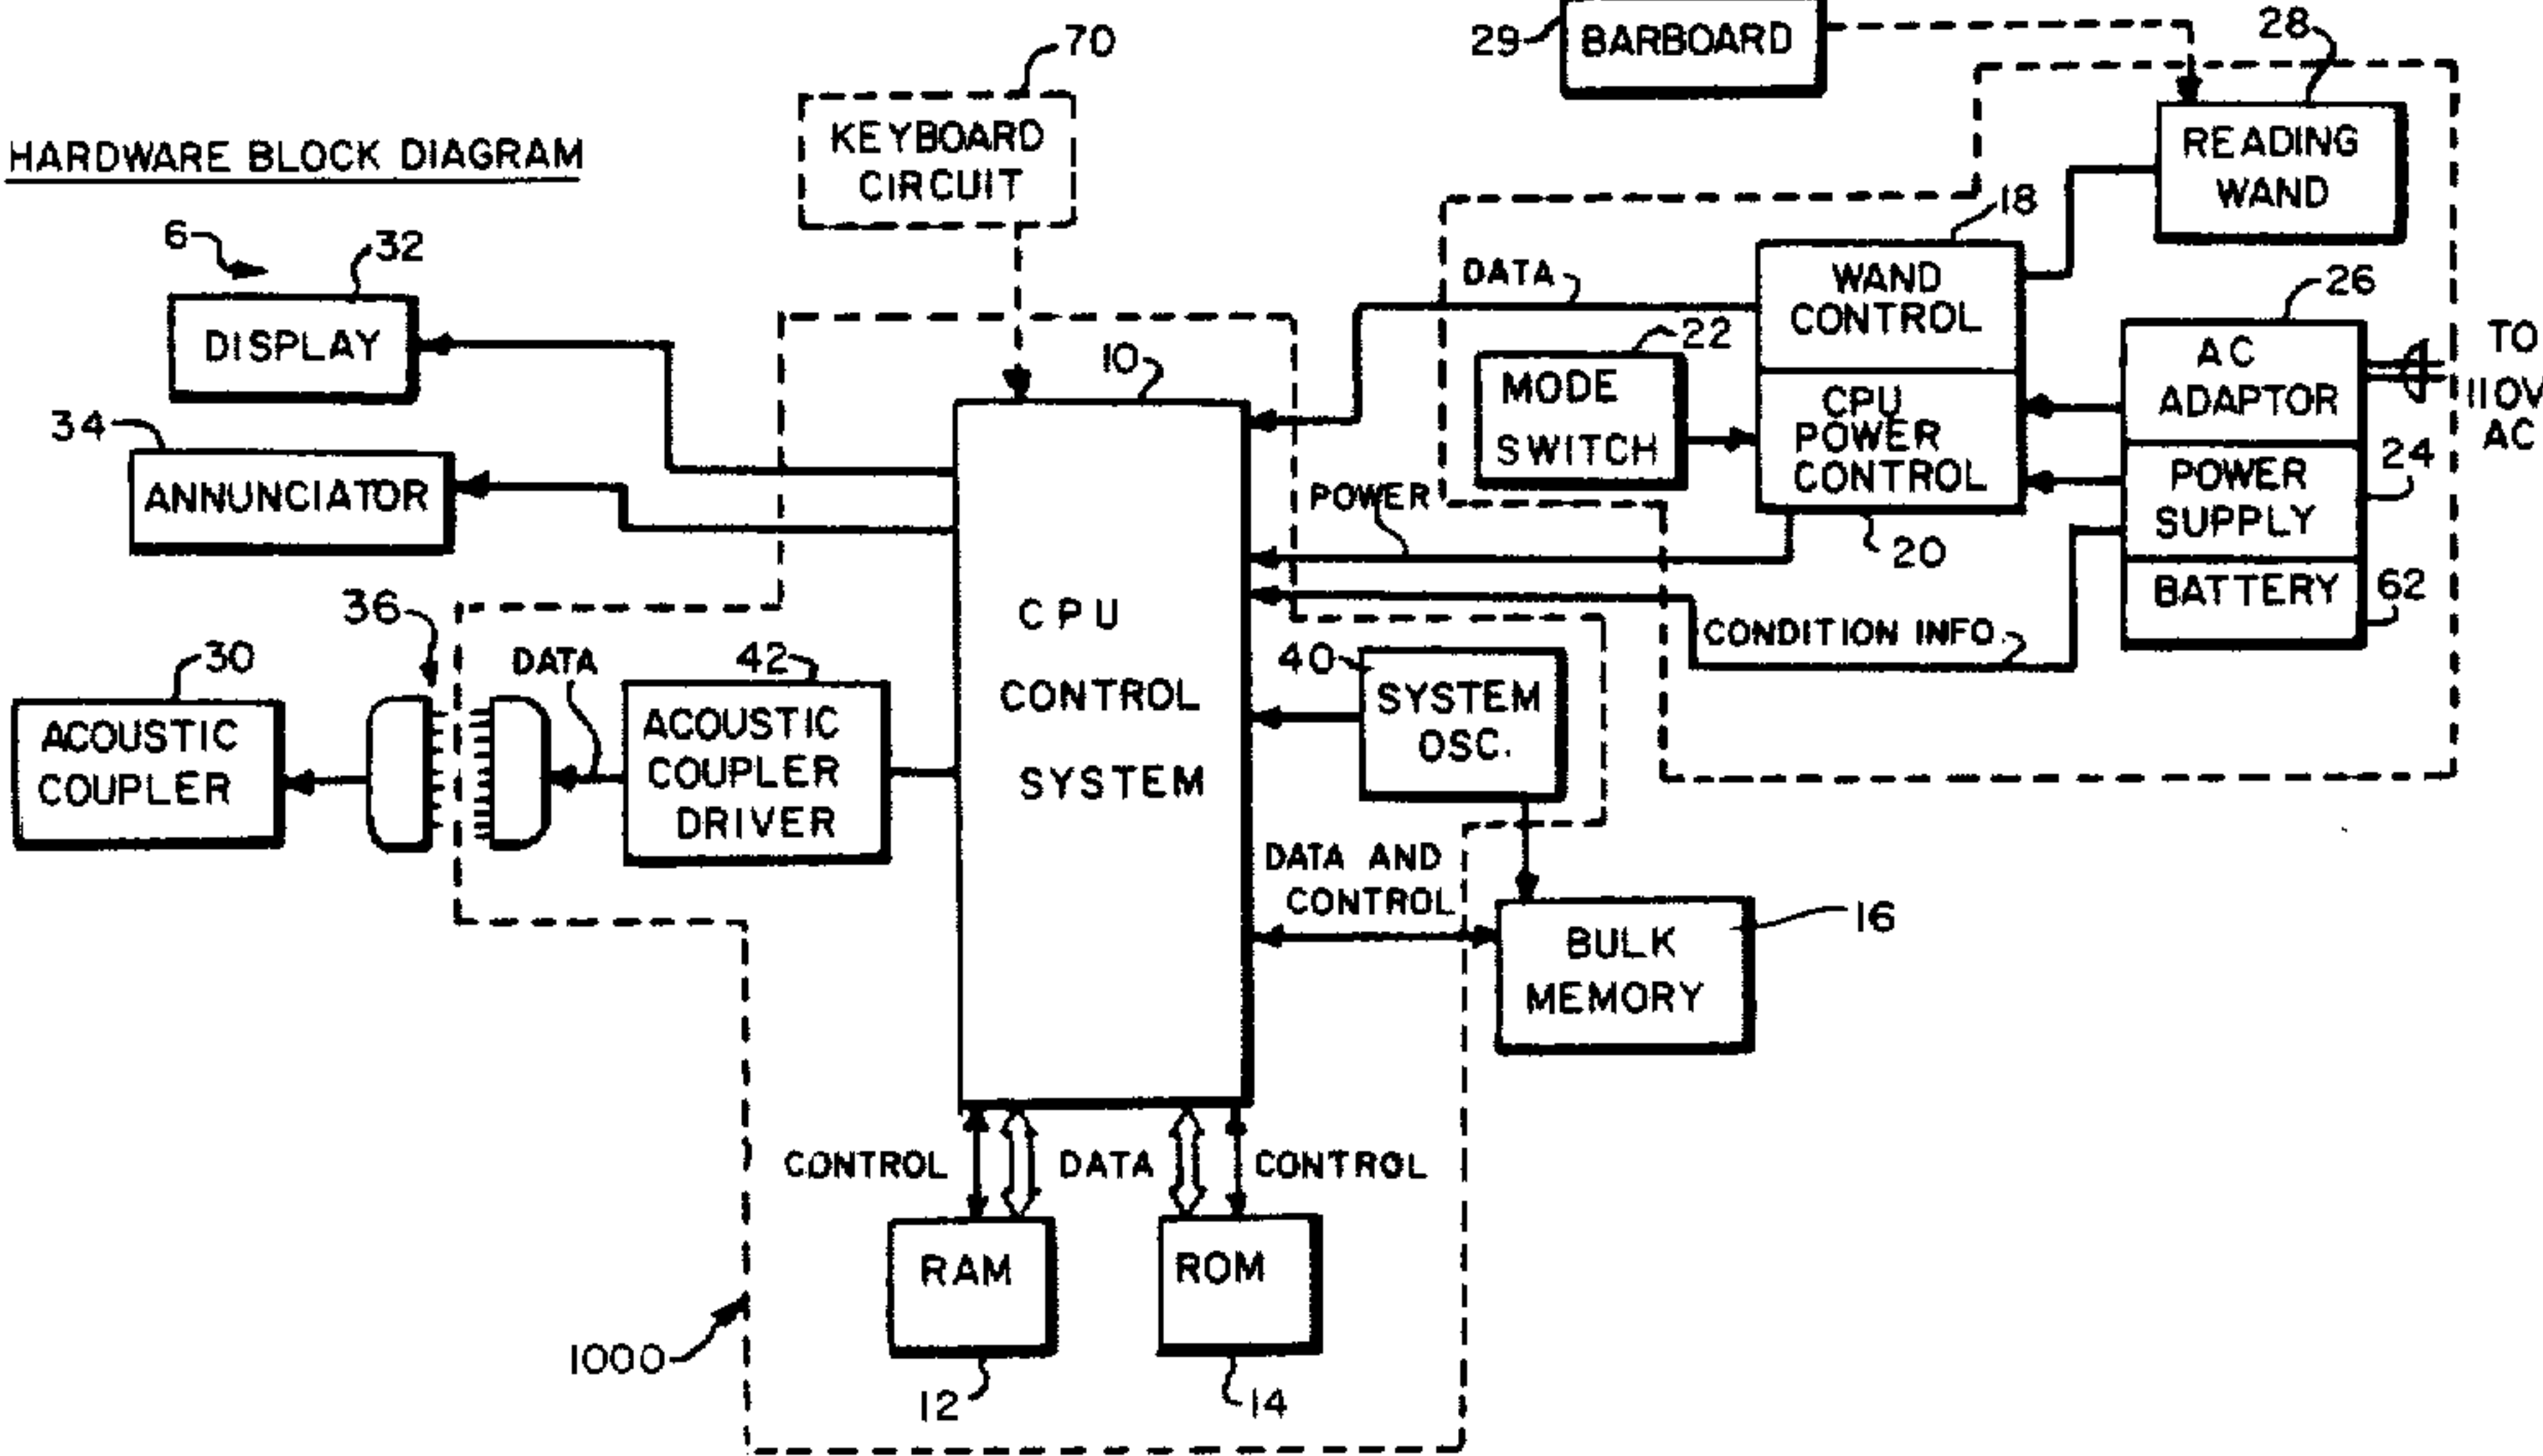 29
BARBOARD
28
70
KEYBOARD
CIRCUIT
READING
WAND
HARDWARE BLOCK DIAGRAM
6
32
DISPLAY
18
DATA
WAND
CONTROL
26
AC
ADAPTOR
TO
110V
AC
22
MODE
SWITCH
CPU
POWER
CONTROL
10
34
ANNUNCIATOR
24
POWER
SUPPLY
POWER
20
BATTERY
62
36
CPU
CONTROL
SYSTEM
CONDITION INFO.
30
ACOUSTIC
COUPLER
DATA
42
ACOUSTIC
COUPLER
DRIVER
40
SYSTEM
OSC.
DATA AND
CONTROL
16
BULK
MEMORY
CONTROL
DATA
CONTROL
RAM
ROM
1000
12
14